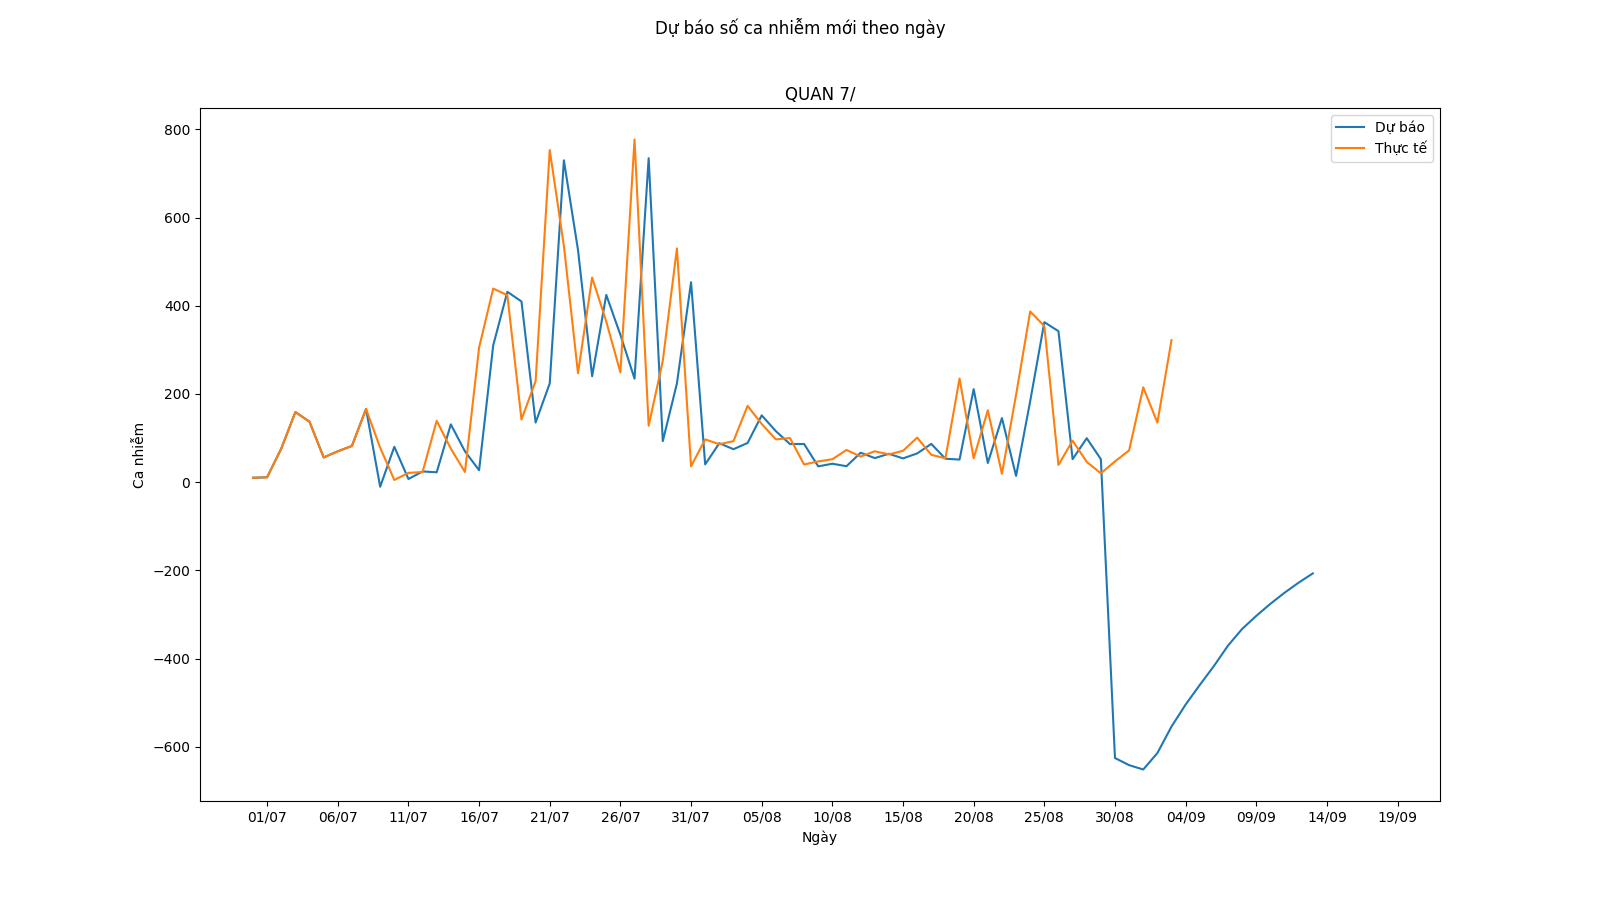 Dự báo số ca nhiễm mới theo ngày
QUAN 7/
Dự báo
Thực tế
800
600
400
200
0
−200
−400
−600
Ca nhiễm
01/07 06/07 11/07 16/07 21/07 26/07 31/07 05/08 10/08 15/08 20/08 25/08 30/08 04/09 09/09 14/09 19/09
Ngày